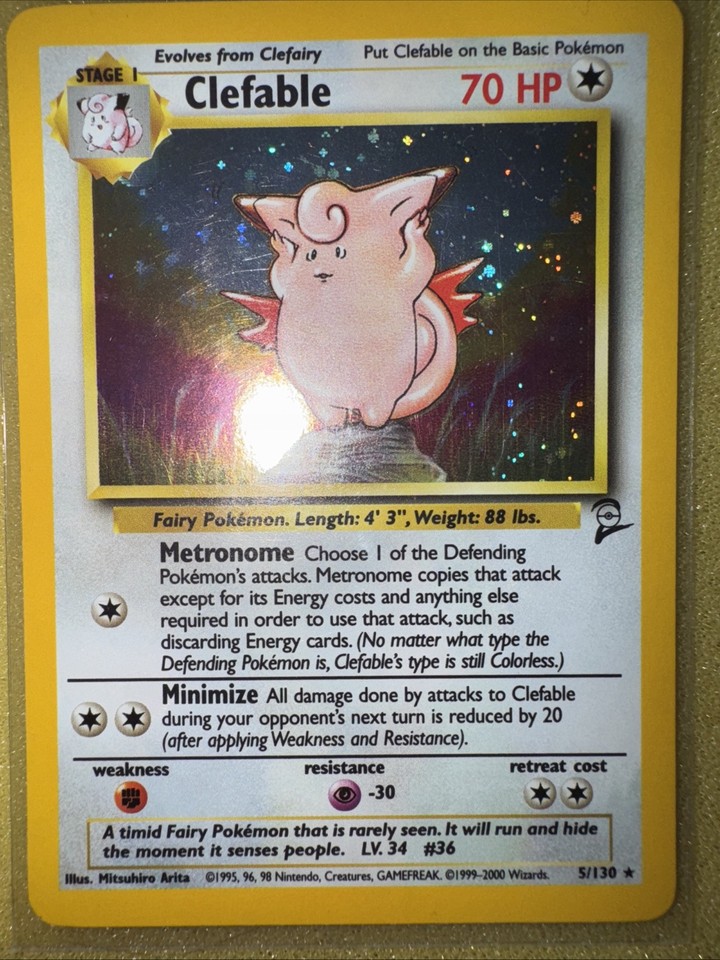 Evolves from Clefairy Put Clefable on the Basic Pokémon
STAGE 1
Clefable 70 HP
Fairy Pokémon. Length: 4' 3", Weight: 88 lbs.
Metronome Choose 1 of the Defending
Pokémon's attacks. Metronome copies that attack
except for its Energy costs and anything else
required in order to use that attack, such as
discarding Energy cards. (No matter what type the
Defending Pokémon is, Clefable's type is still Colorless.)
Minimize All damage done by attacks to Clefable
during your opponent's next turn is reduced by 20
(after applying Weakness and Resistance).
weakness resistance retreat cost
-30
A timid Fairy Pokémon that is rarely seen. It will run and hide
the moment it senses people. LV. 34 #36
Illus. Mitsuhiro Arita ©1995, 96, 98 Nintendo, Creatures, GAMEFREAK. ©1999-2000 Wizards. 5/130 ★